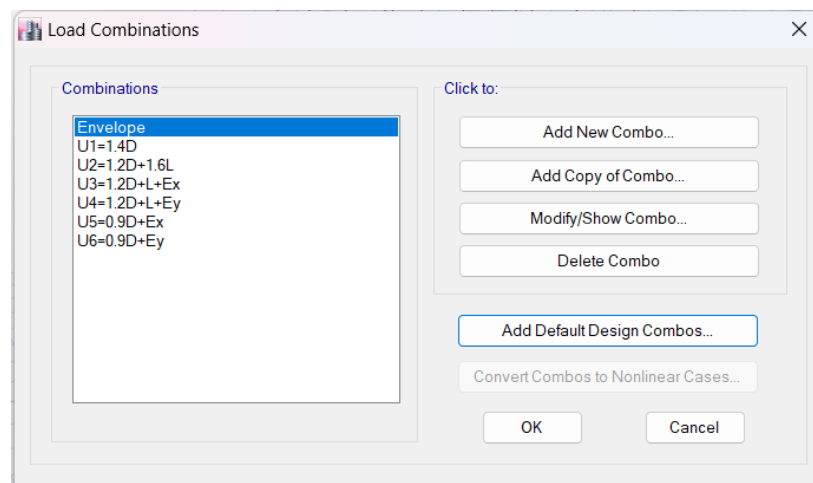 Load Combinations
Combinations
Envelope
U1=1.4D
U2=1.2D+1.6L
U3=1.2D+L+Ex
U4=1.2D+L+Ey
U5=0.9D+Ex
U6=0.9D+Ey
Click to:
Add New Combo...
Add Copy of Combo...
Modify/Show Combo...
Delete Combo
Add Default Design Combos...
Convert Combos to Nonlinear Cases...
OK
Cancel